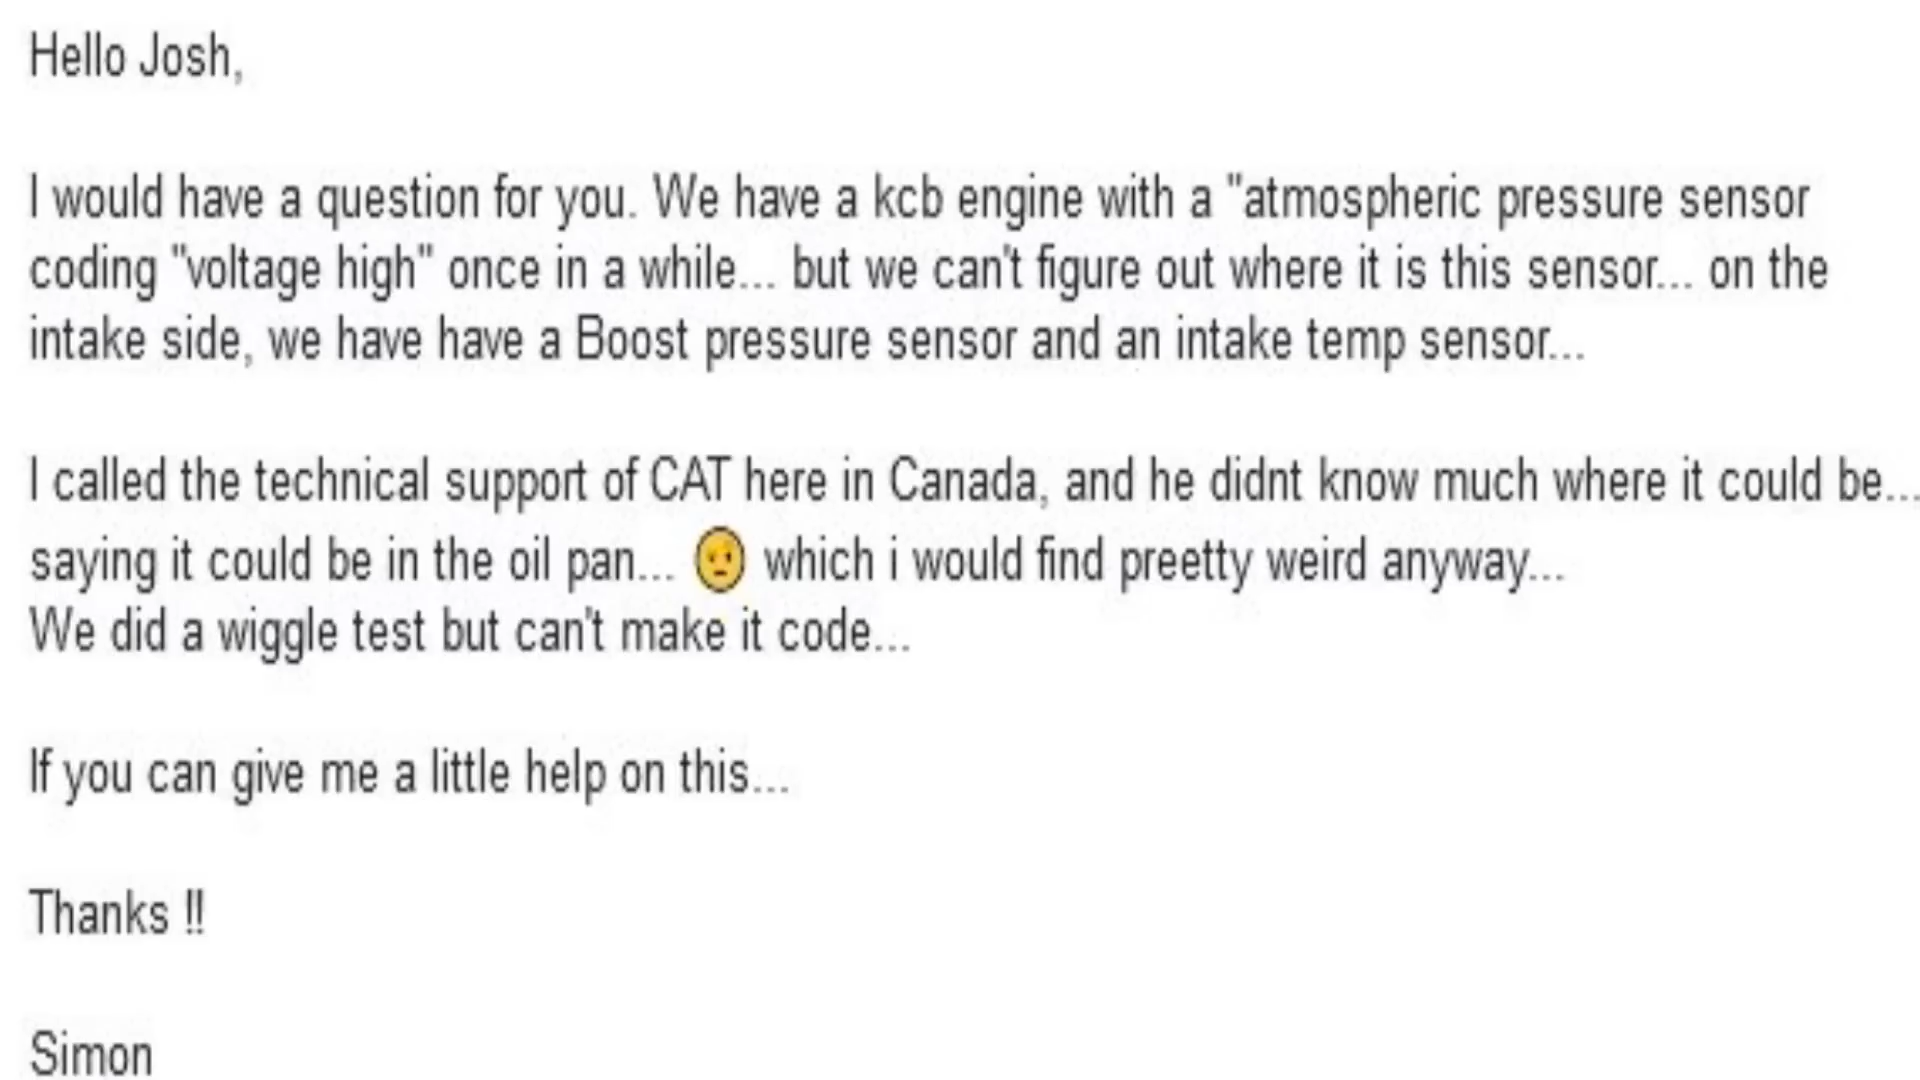 Hello Josh,
I would have a question for you. We have a kcb engine with a "atmospheric pressure sensor
coding "voltage high" once in a while... but we can't figure out where it is this sensor... on the
intake side, we have have a Boost pressure sensor and an intake temp sensor...
I called the technical support of CAT here in Canada, and he didnt know much where it could be...
saying it could be in the oil pan... 😕 which i would find preetty weird anyway...
We did a wiggle test but can't make it code...
If you can give me a little help on this...
Thanks !!
Simon